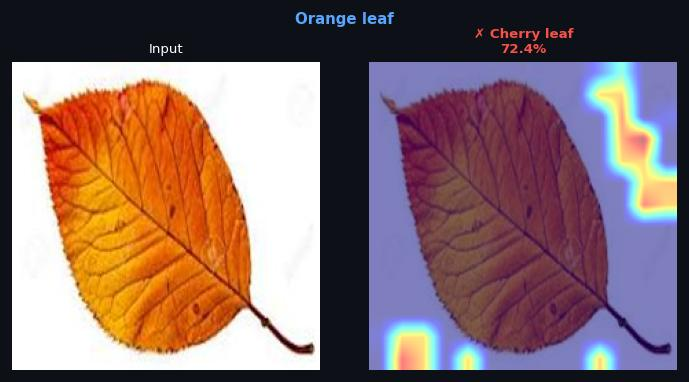 Orange leaf
Input
✗ Cherry leaf
72.4%